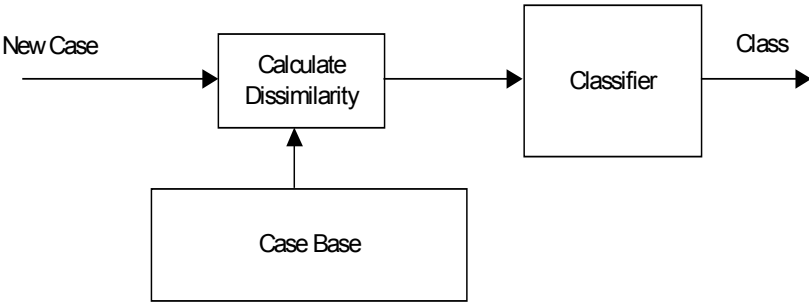 New Case
Calculate
Dissimilarity
Classifier
Class
Case Base